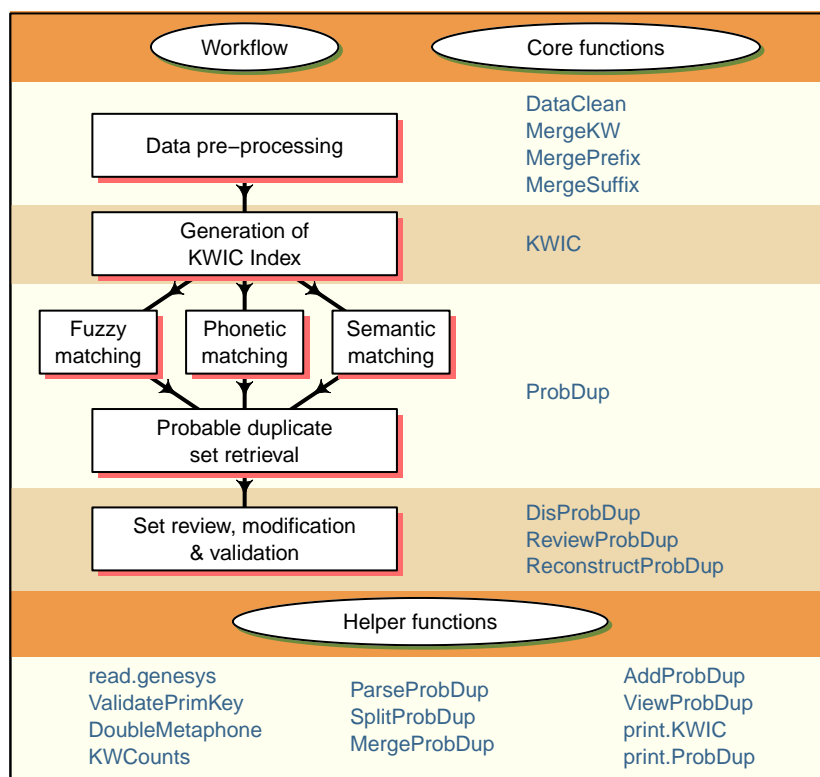 Workflow
Core functions
Data pre−processing
DataClean
MergeKW
MergePrefix
MergeSuffix
Generation of
KWIC Index
KWIC
Fuzzy
matching
Phonetic
matching
Semantic
matching
ProbDup
Probable duplicate
set retrieval
Set review, modification
& validation
DisProbDup
ReviewProbDup
ReconstructProbDup
Helper functions
read.genesys
ValidatePrimKey
DoubleMetaphone
KWCounts
ParseProbDup
SplitProbDup
MergeProbDup
AddProbDup
ViewProbDup
print.KWIC
print.ProbDup